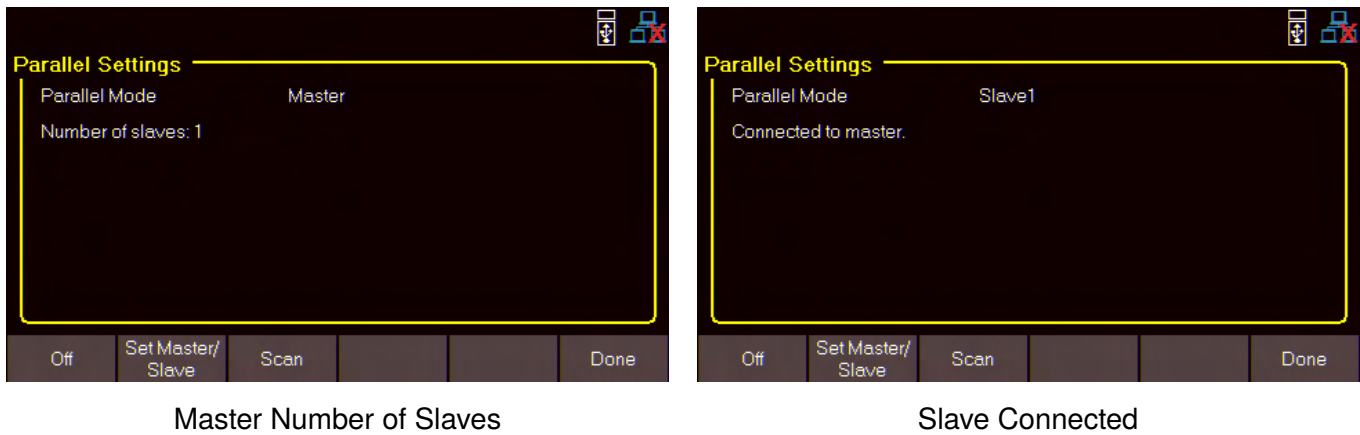 Parallel Settings
Parallel Mode Master
Number of slaves: 1
Off Set Master/ Slave Scan Done
Master Number of Slaves
Parallel Settings
Parallel Mode Slave1
Connected to master.
Off Set Master/ Slave Scan Done
Slave Connected